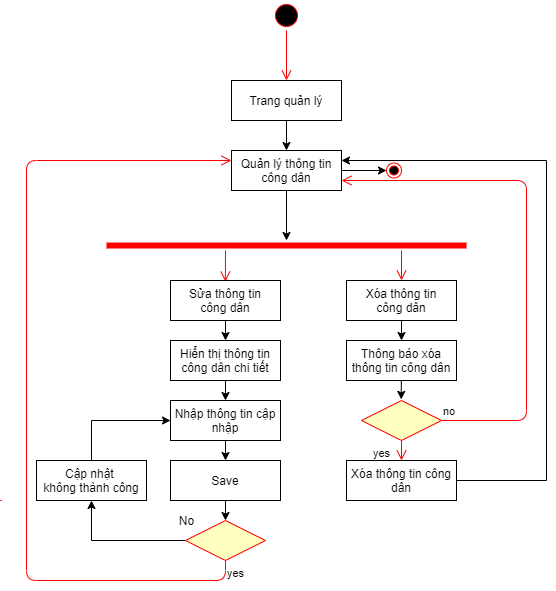 Trang quản lý
Quản lý thông tin
công dân
Sửa thông tin
công dân
Xóa thông tin
công dân
Hiển thị thông tin
công dân chi tiết
Thông báo xóa
thông tin công dân
Nhập thông tin cập
nhập
no
yes
Cập nhật
không thành công
Save
Xóa thông tin công
dân
No
yes